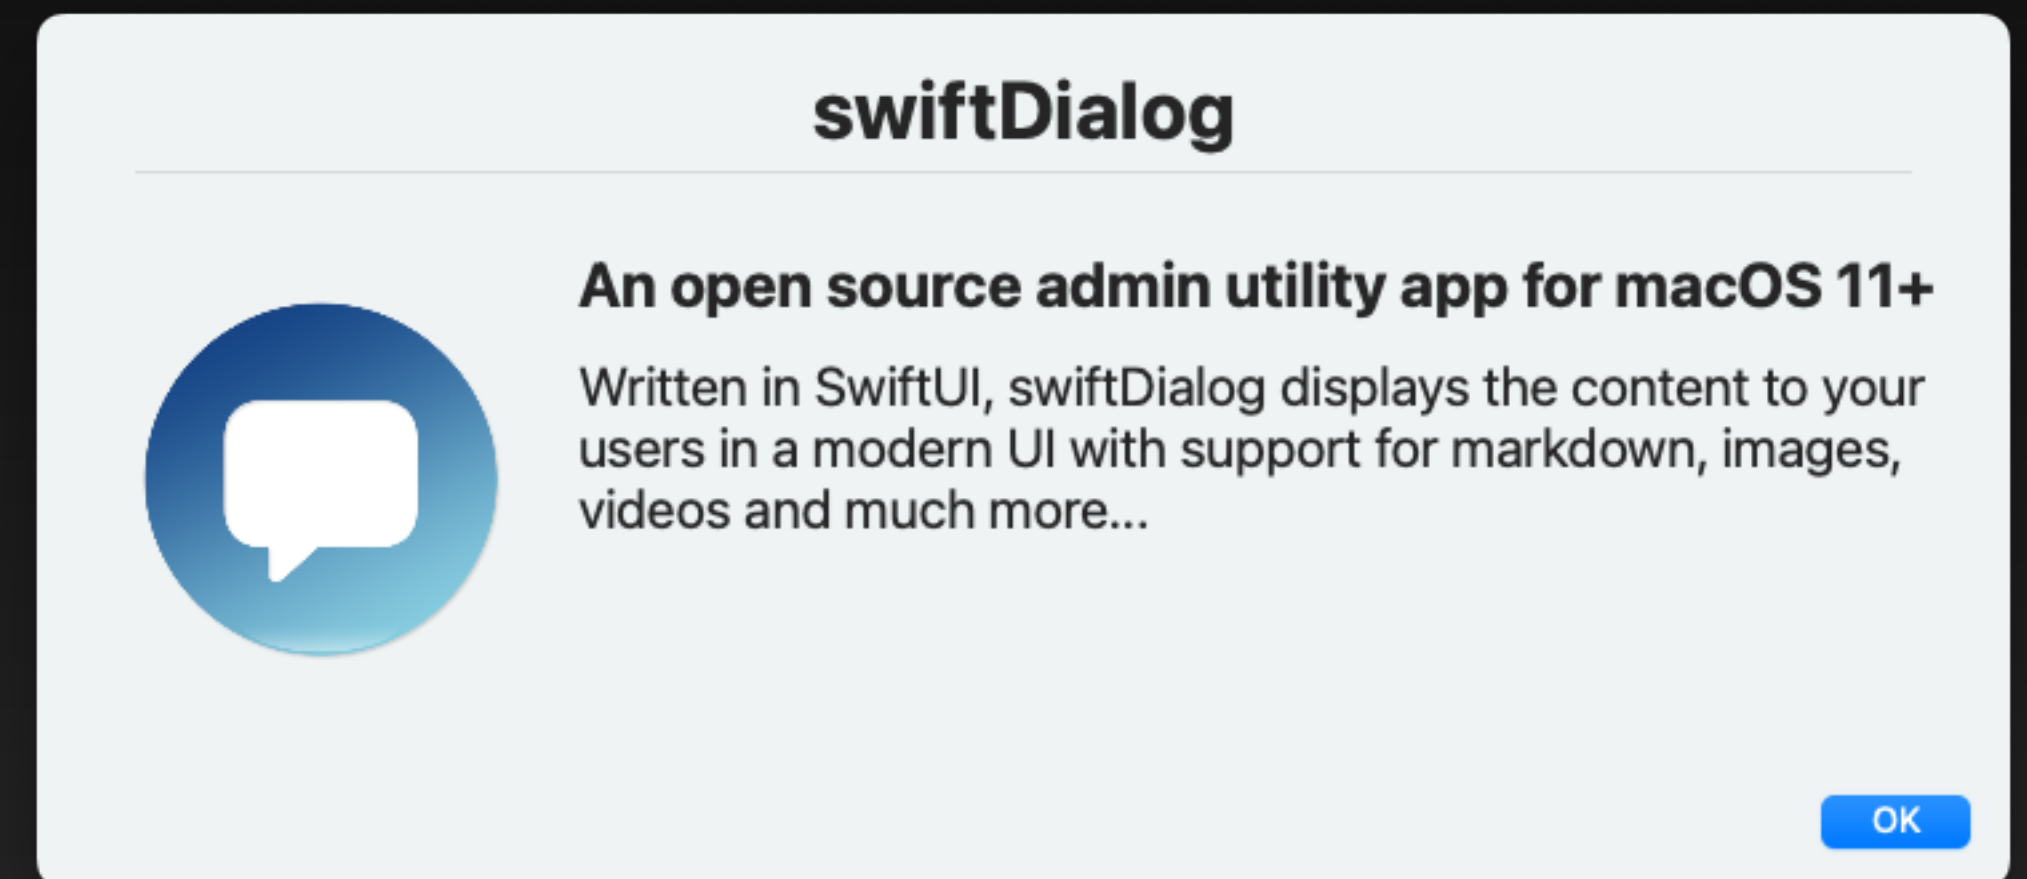 swiftDialog
An open source admin utility app for macOS 11+
Written in SwiftUI, swiftDialog displays the content to your
users in a modern UI with support for markdown, images,
videos and much more...
OK